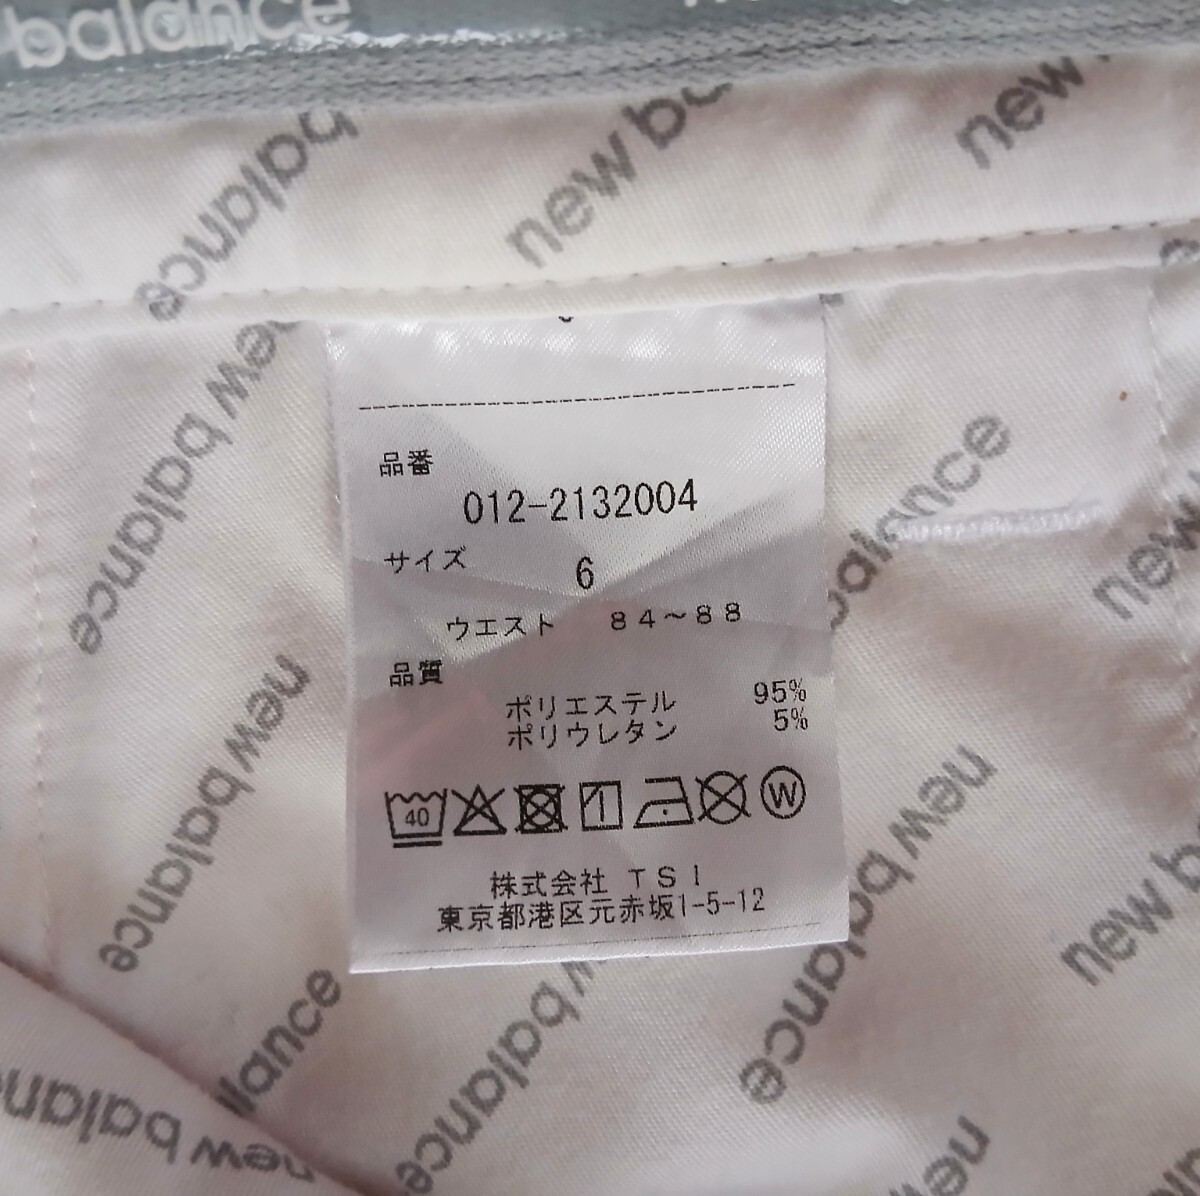 balance
new balance
new
balance
new balance
balance
new
品番
012-2132004
サイズ 6
ウエスト 84～88
品質
ポリエステル 95%
ポリウレタン 5%
40
W
株式会社 TSI
東京都港区元赤坂1-5-12
new balance
new balance
new
balance
balance
new balance
new